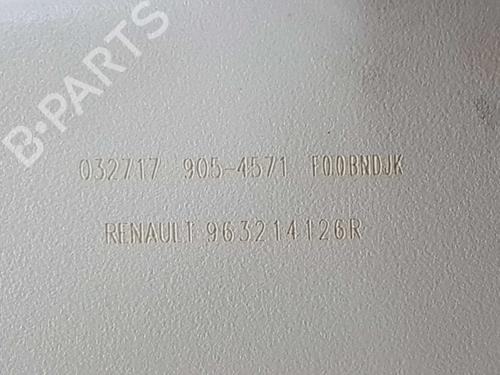 B-PARTS
032717 905-4571 F00BNDJK
RENAULT 963214126R